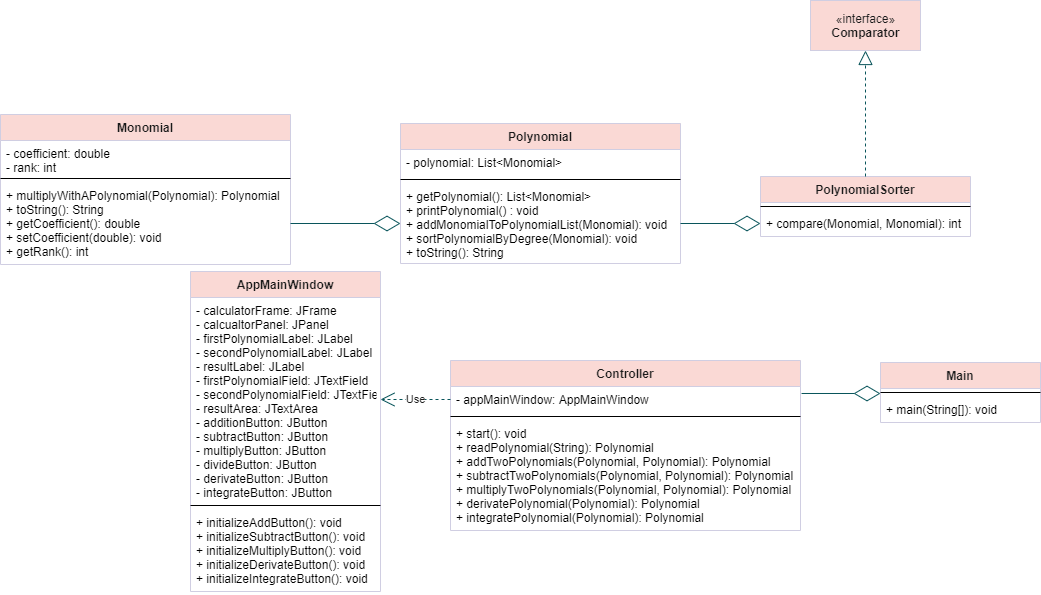 «interface»
Comparator
Monomial
- coefficient: double
- rank: int
+ multiplyWithAPolynomial(Polynomial): Polynomial
+ toString(): String
+ getCoefficient(): double
+ setCoefficient(double): void
+ getRank(): int
Polynomial
- polynomial: List<Monomial>
+ getPolynomial(): List<Monomial>
+ printPolynomial() : void
+ addMonomialToPolynomialList(Monomial): void
+ sortPolynomialByDegree(Monomial): void
+ toString(): String
PolynomialSorter
+ compare(Monomial, Monomial): int
AppMainWindow
- calculatorFrame: JFrame
- calcualtorPanel: JPanel
- firstPolynomialLabel: JLabel
- secondPolynomialLabel: JLabel
- resultLabel: JLabel
- firstPolynomialField: JTextField
- secondPolynomialField: JTextFie
- resultArea: JTextArea
- additionButton: JButton
- subtractButton: JButton
- multiplyButton: JButton
- divideButton: JButton
- derivateButton: JButton
- integrateButton: JButton
+ initializeAddButton(): void
+ initializeSubtractButton(): void
+ initializeMultiplyButton(): void
+ initializeDerivateButton(): void
+ initializeIntegrateButton(): void
Use
Controller
- appMainWindow: AppMainWindow
+ start(): void
+ readPolynomial(String): Polynomial
+ addTwoPolynomials(Polynomial, Polynomial): Polynomial
+ subtractTwoPolynomials(Polynomial, Polynomial): Polynomial
+ multiplyTwoPolynomials(Polynomial, Polynomial): Polynomial
+ derivatePolynomial(Polynomial): Polynomial
+ integratePolynomial(Polynomial): Polynomial
Main
+ main(String[]): void